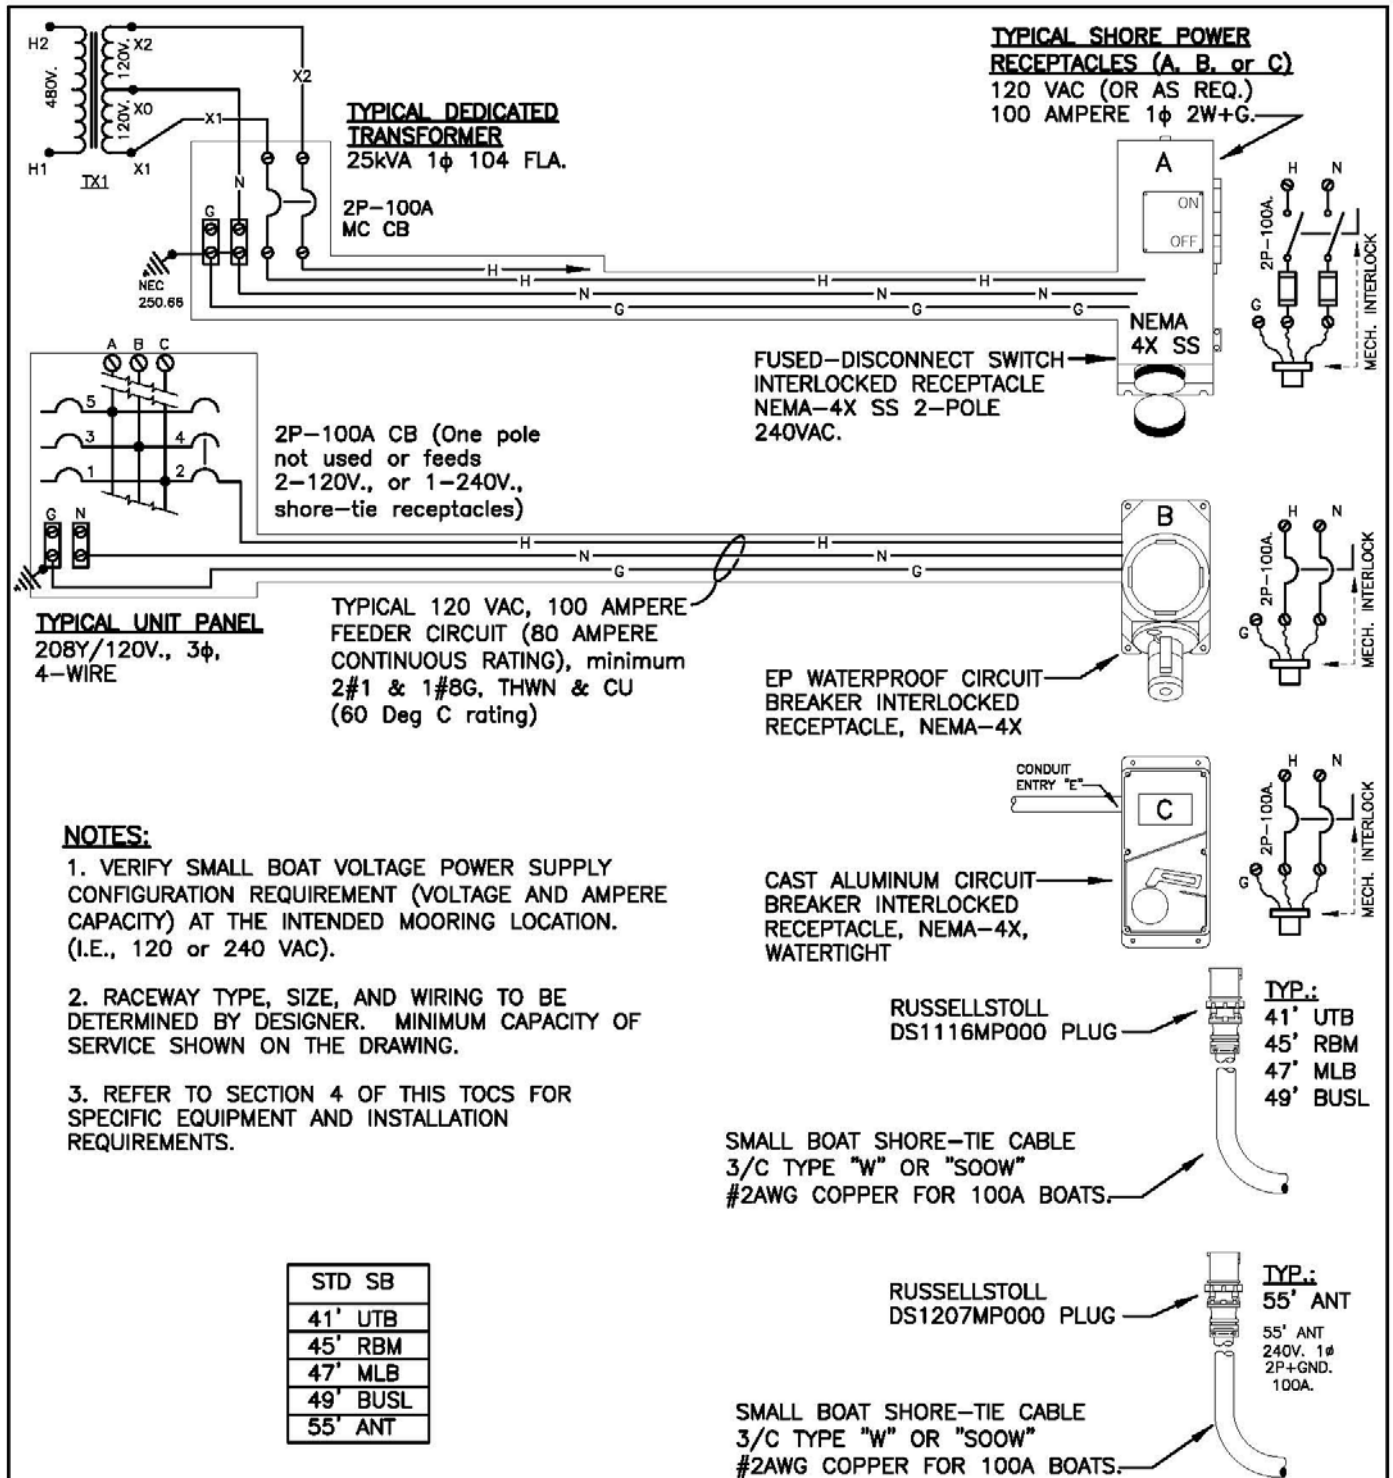 H2
X2
480V.
120V.
X0
120V.
H1
X1
TX1
X2
X1
N
TYPICAL DEDICATED
TRANSFORMER
25kVA 1ϕ 104 FLA.
2P-100A
MC CB
G
NEC
250.66
H
H
H
H
N
N
N
G
G
G
TYPICAL SHORE POWER
RECEPTACLES (A, B, or C)
120 VAC (OR AS REQ.)
100 AMPERE 1ϕ 2W+G.
A
ON
OFF
NEMA
4X SS
H
N
2P-100A.
G
MECH. INTERLOCK
FUSED-DISCONNECT SWITCH
INTERLOCKED RECEPTACLE
NEMA-4X SS 2-POLE
240VAC.
A B C
5
3
4
1
2
G N
2P-100A CB (One pole
not used or feeds
2-120V., or 1-240V.,
shore-tie receptacles)
H
H
N
N
G
G
TYPICAL UNIT PANEL
208Y/120V., 3ϕ,
4-WIRE
TYPICAL 120 VAC, 100 AMPERE
FEEDER CIRCUIT (80 AMPERE
CONTINUOUS RATING), minimum
2#1 & 1#8G, THWN & CU
(60 Deg C rating)
B
H
N
2P-100A.
G
MECH. INTERLOCK
EP WATERPROOF CIRCUIT
BREAKER INTERLOCKED
RECEPTACLE, NEMA-4X
CONDUIT
ENTRY "E"
C
H
N
2P-100A.
G
MECH. INTERLOCK
CAST ALUMINUM CIRCUIT
BREAKER INTERLOCKED
RECEPTACLE, NEMA-4X,
WATERTIGHT
NOTES:
1. VERIFY SMALL BOAT VOLTAGE POWER SUPPLY
CONFIGURATION REQUIREMENT (VOLTAGE AND AMPERE
CAPACITY) AT THE INTENDED MOORING LOCATION.
(I.E., 120 or 240 VAC).
2. RACEWAY TYPE, SIZE, AND WIRING TO BE
DETERMINED BY DESIGNER. MINIMUM CAPACITY OF
SERVICE SHOWN ON THE DRAWING.
3. REFER TO SECTION 4 OF THIS TOCS FOR
SPECIFIC EQUIPMENT AND INSTALLATION
REQUIREMENTS.
RUSSELLSTOLL
DS1116MP000 PLUG
TYP.:
41' UTB
45' RBM
47' MLB
49' BUSL
SMALL BOAT SHORE-TIE CABLE
3/C TYPE "W" OR "SOOW"
#2AWG COPPER FOR 100A BOATS.
STD SB
41' UTB
45' RBM
47' MLB
49' BUSL
55' ANT
RUSSELLSTOLL
DS1207MP000 PLUG
TYP.:
55' ANT
55' ANT
240V. 1ø
2P+GND.
100A.
SMALL BOAT SHORE-TIE CABLE
3/C TYPE "W" OR "SOOW"
#2AWG COPPER FOR 100A BOATS.